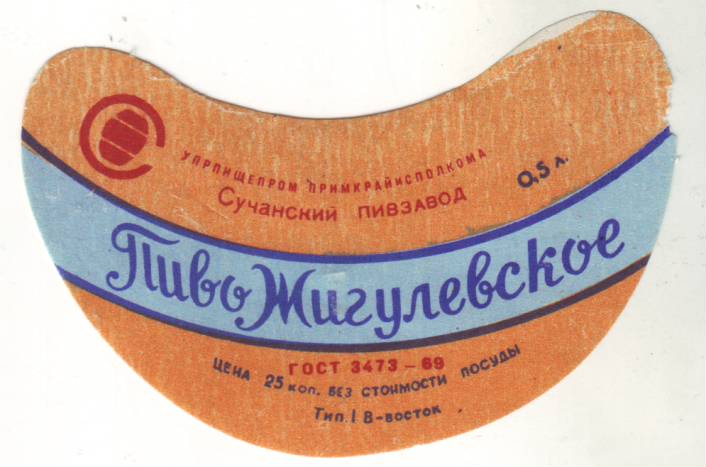 УПРПИЩЕПРОМ ПРИМКРАЙИСПОЛКОМА
Сучанский ПИВЗАВОД
0,5 л.
Пиво Жигулевское
ГОСТ 3473-69
ЦЕНА 25 коп. БЕЗ СТОИМОСТИ ПОСУДЫ
Тип. I В-восток